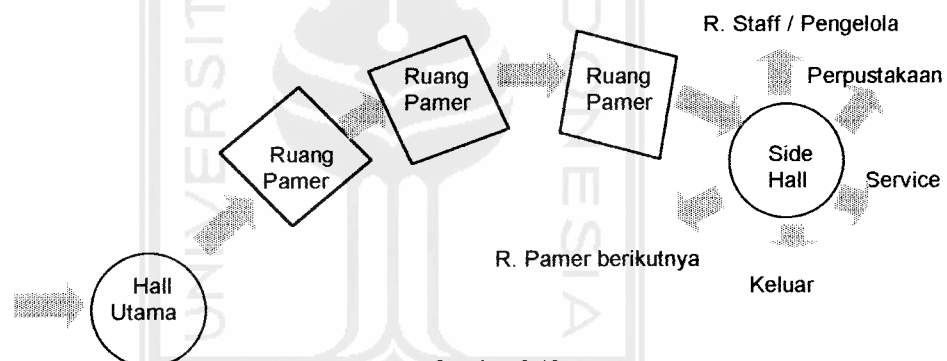 R. Staff / Pengelola
Ruang
Pamer
Ruang
Pamer
Perpustakaan
Ruang
Pamer
Side
Hall
Service
R. Pamer berikutnya
Keluar
Hall
Utama